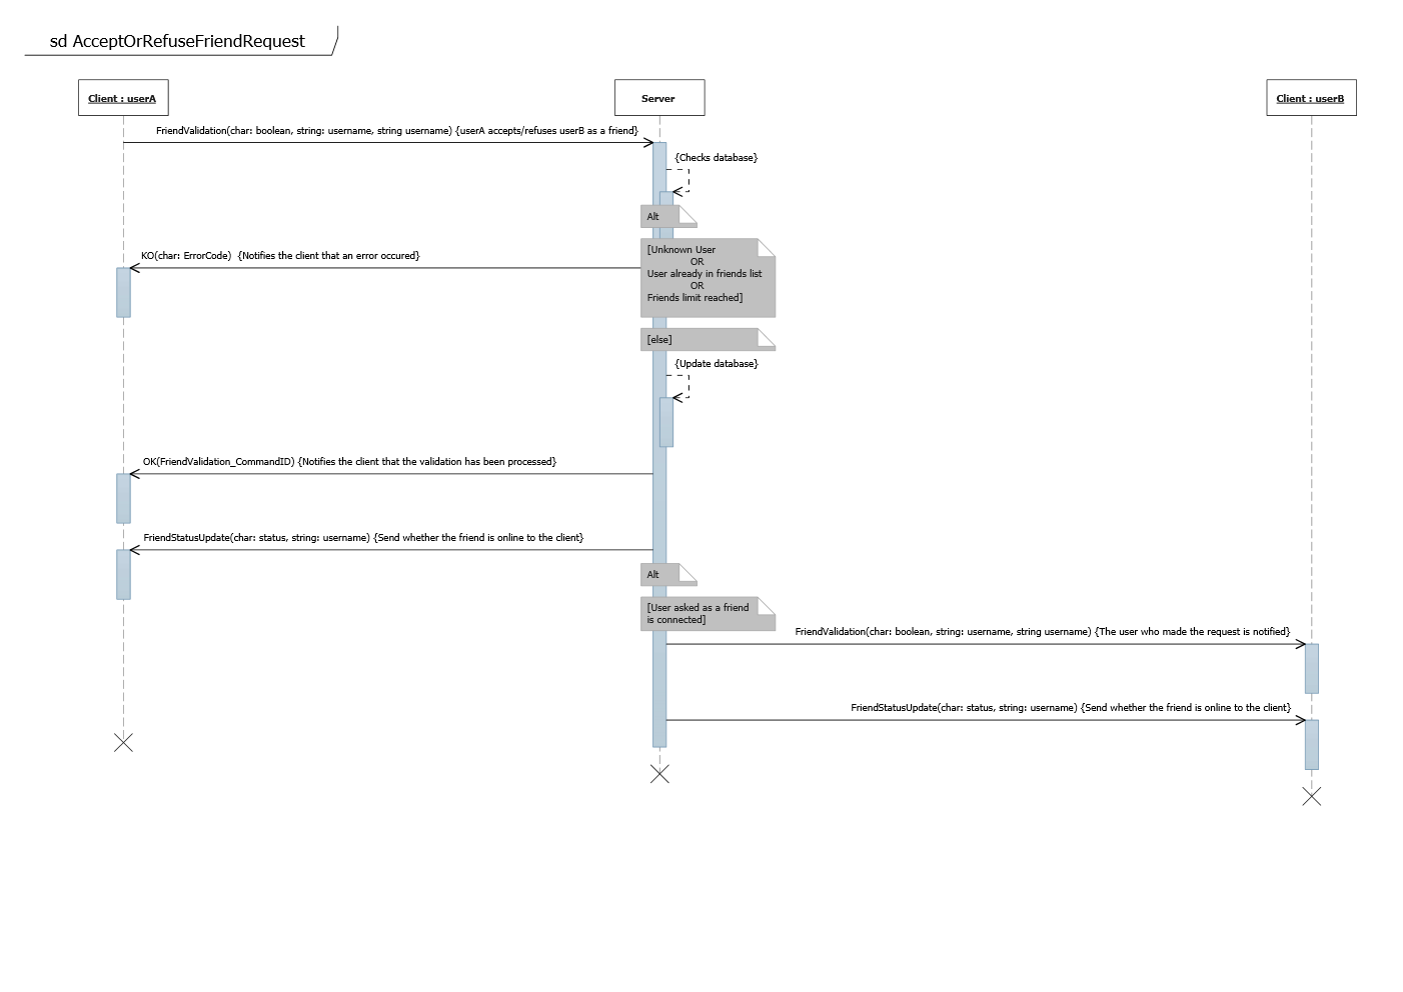 sd AcceptOrRefuseFriendRequest
Client : userA
Server
Client : userB
FriendValidation(char: boolean, string: username, string username) {userA accepts/refuses userB as a friend}
{Checks database}
Alt
[Unknown User
OR
User already in friends list
OR
Friends limit reached]
KO(char: ErrorCode)  {Notifies the client that an error occured}
[else]
{Update database}
OK(FriendValidation_CommandID) {Notifies the client that the validation has been processed}
FriendStatusUpdate(char: status, string: username) {Send whether the friend is online to the client}
Alt
[User asked as a friend
is connected]
FriendValidation(char: boolean, string: username, string username) {The user who made the request is notified}
FriendStatusUpdate(char: status, string: username) {Send whether the friend is online to the client}